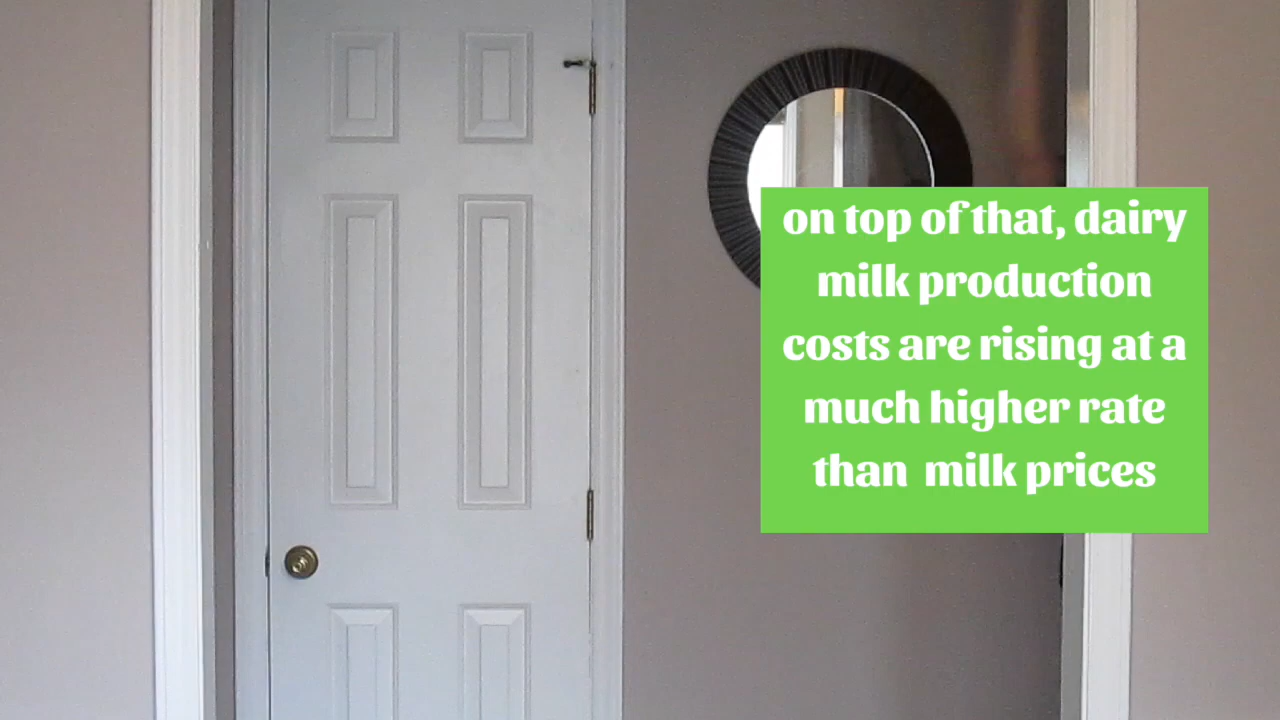 on top of that, dairy
milk production
costs are rising at a
much higher rate
than  milk prices